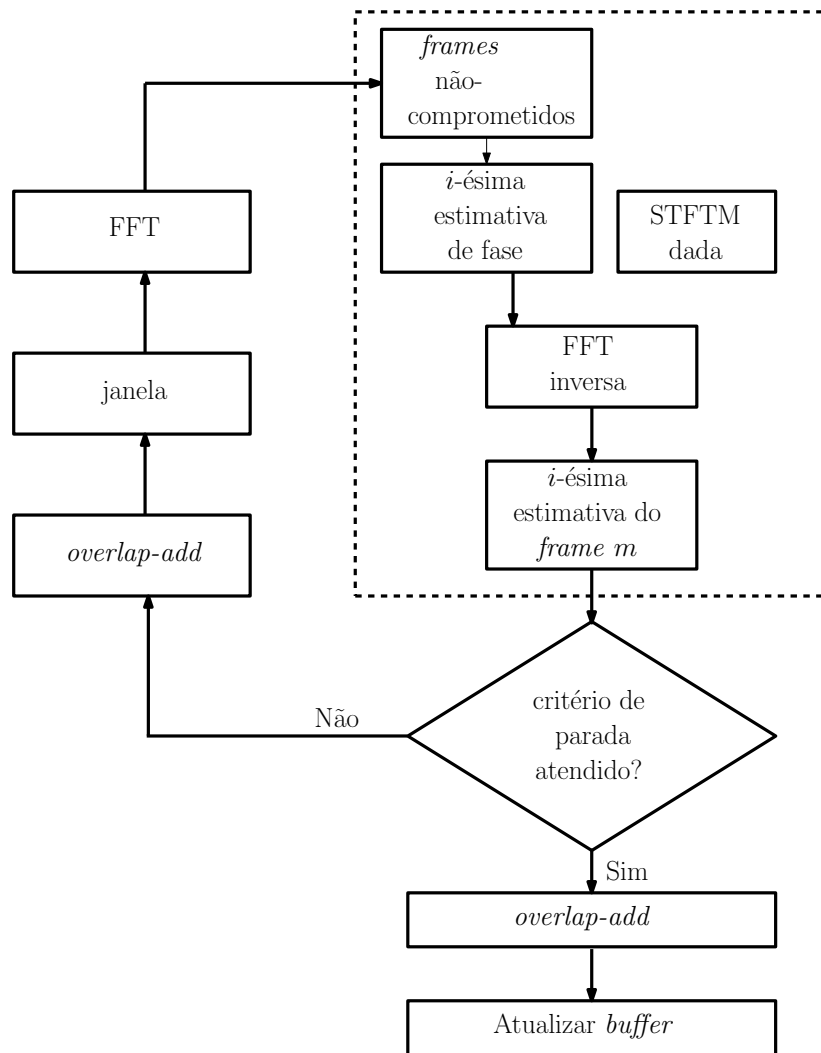 frames
não-
comprometidos
i-ésima
estimativa
de fase
STFTM
dada
FFT
FFT
inversa
janela
i-ésima
estimativa do
frame m
overlap-add
Não
critério de
parada
atendido?
Sim
overlap-add
Atualizar buffer